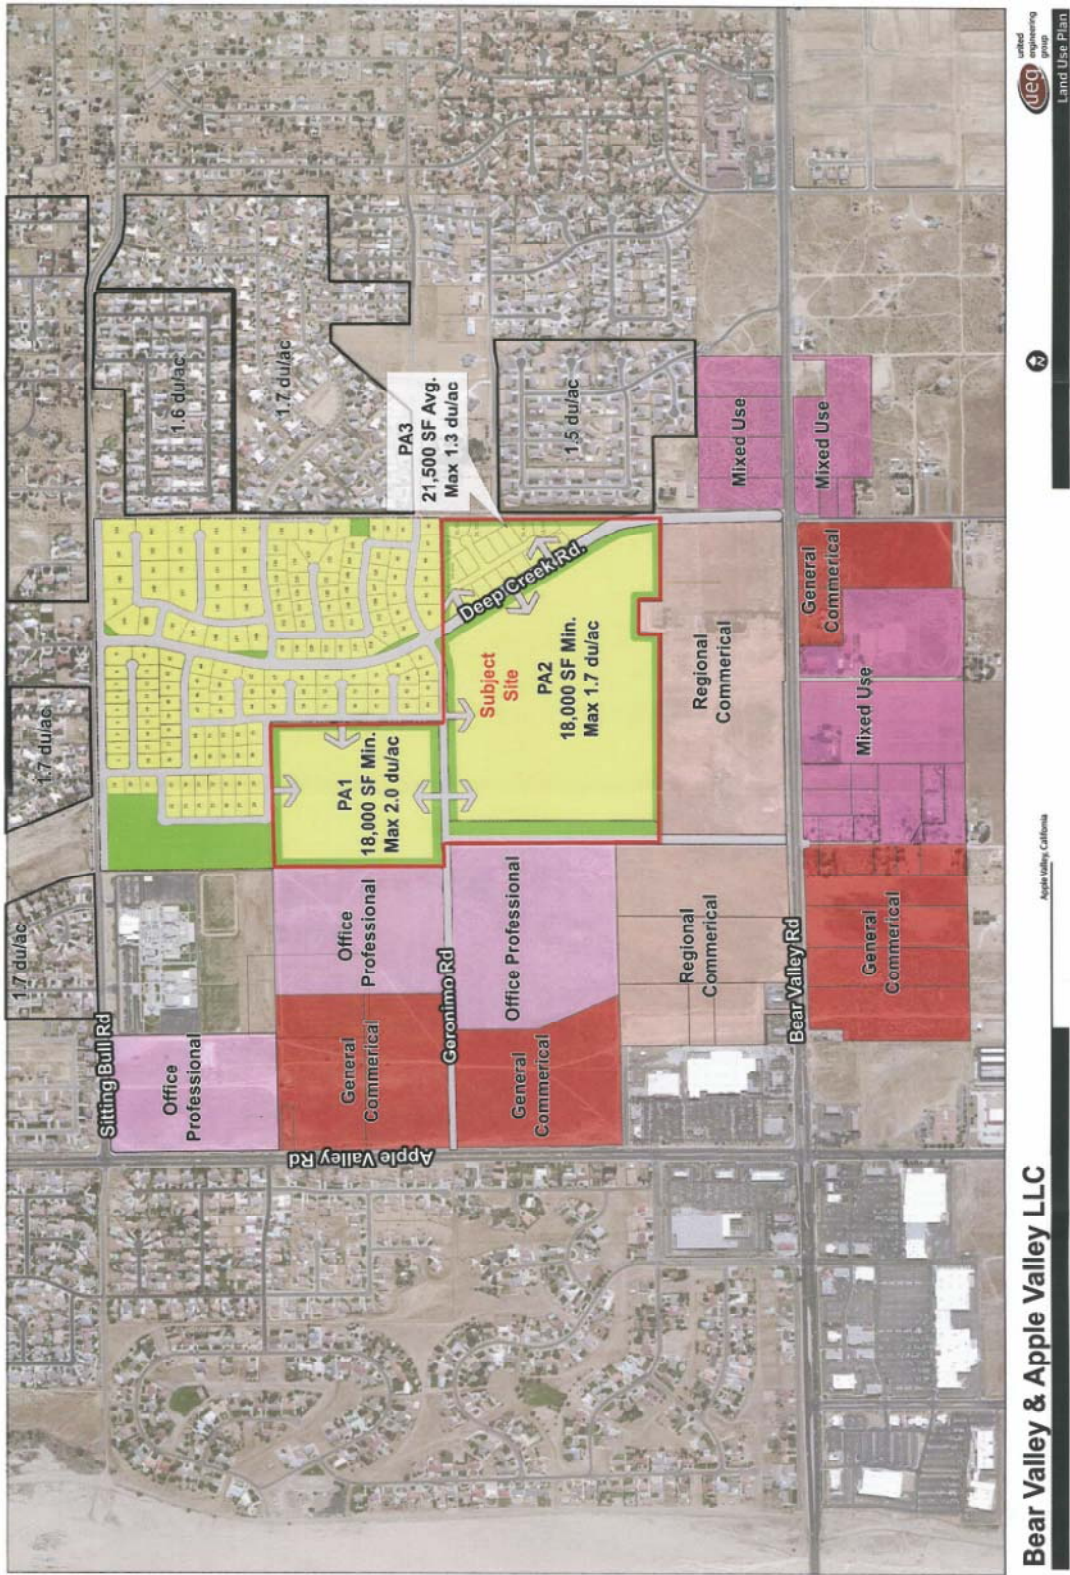 Sitting Bull Rd
1.7 du/ac
1.7 du/ac
1.6 du/ac
1.7 du/ac
Office
Professional
PA1
18,000 SF Min.
Max 2.0 du/ac
PA3
21,500 SF Avg.
Max 1.3 du/ac
General
Commerical
Office
Professional
Apple Valley Rd
Geronimo Rd
Deep Creek Rd.
Subject
Site
1.5 du/ac
General
Commerical
Office Professional
PA2
18,000 SF Min.
Max 1.7 du/ac
Regional
Commerical
Regional
Commerical
Mixed Use
Bear Valley Rd
Mixed Use
General
Commerical
General
Commerical
Mixed Use
Bear Valley & Apple Valley LLC
Apple Valley, California
N
ueg
united
engineering
group
Land Use Plan